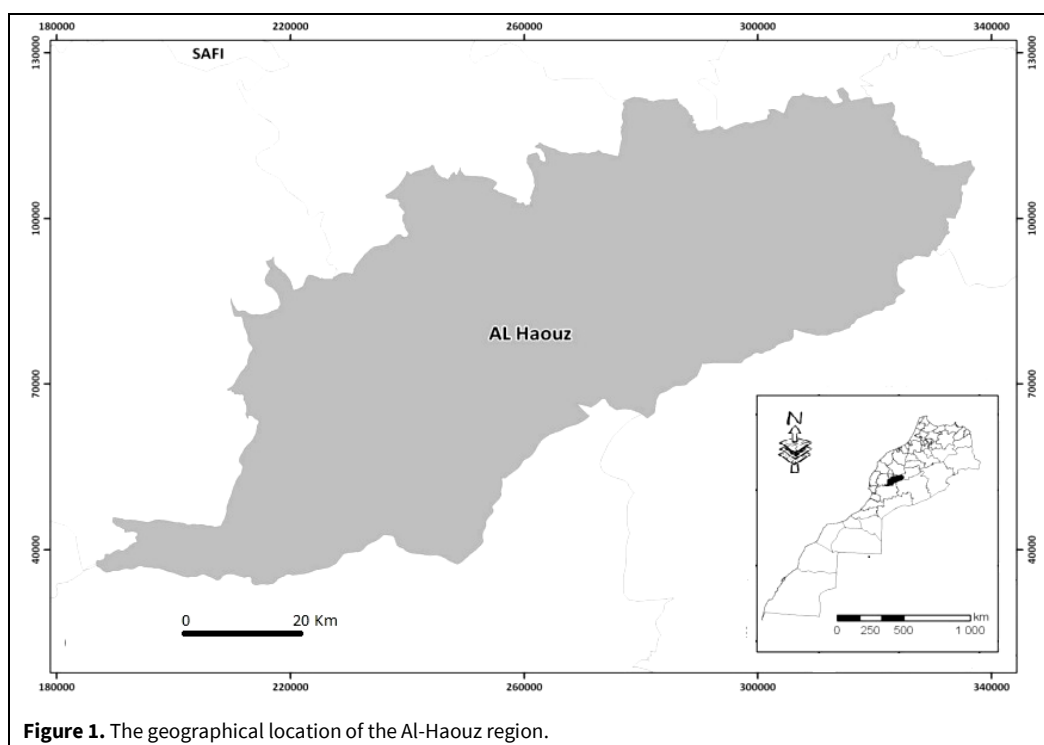 180000 220000 260000 300000 340000
130000 130000
SAFI
100000 100000
AL Haouz
70000 70000
N
40000 40000
0 20 Km
km
0 250 500 1 000
180000 220000 260000 300000 340000
Figure 1. The geographical location of the Al-Haouz region.